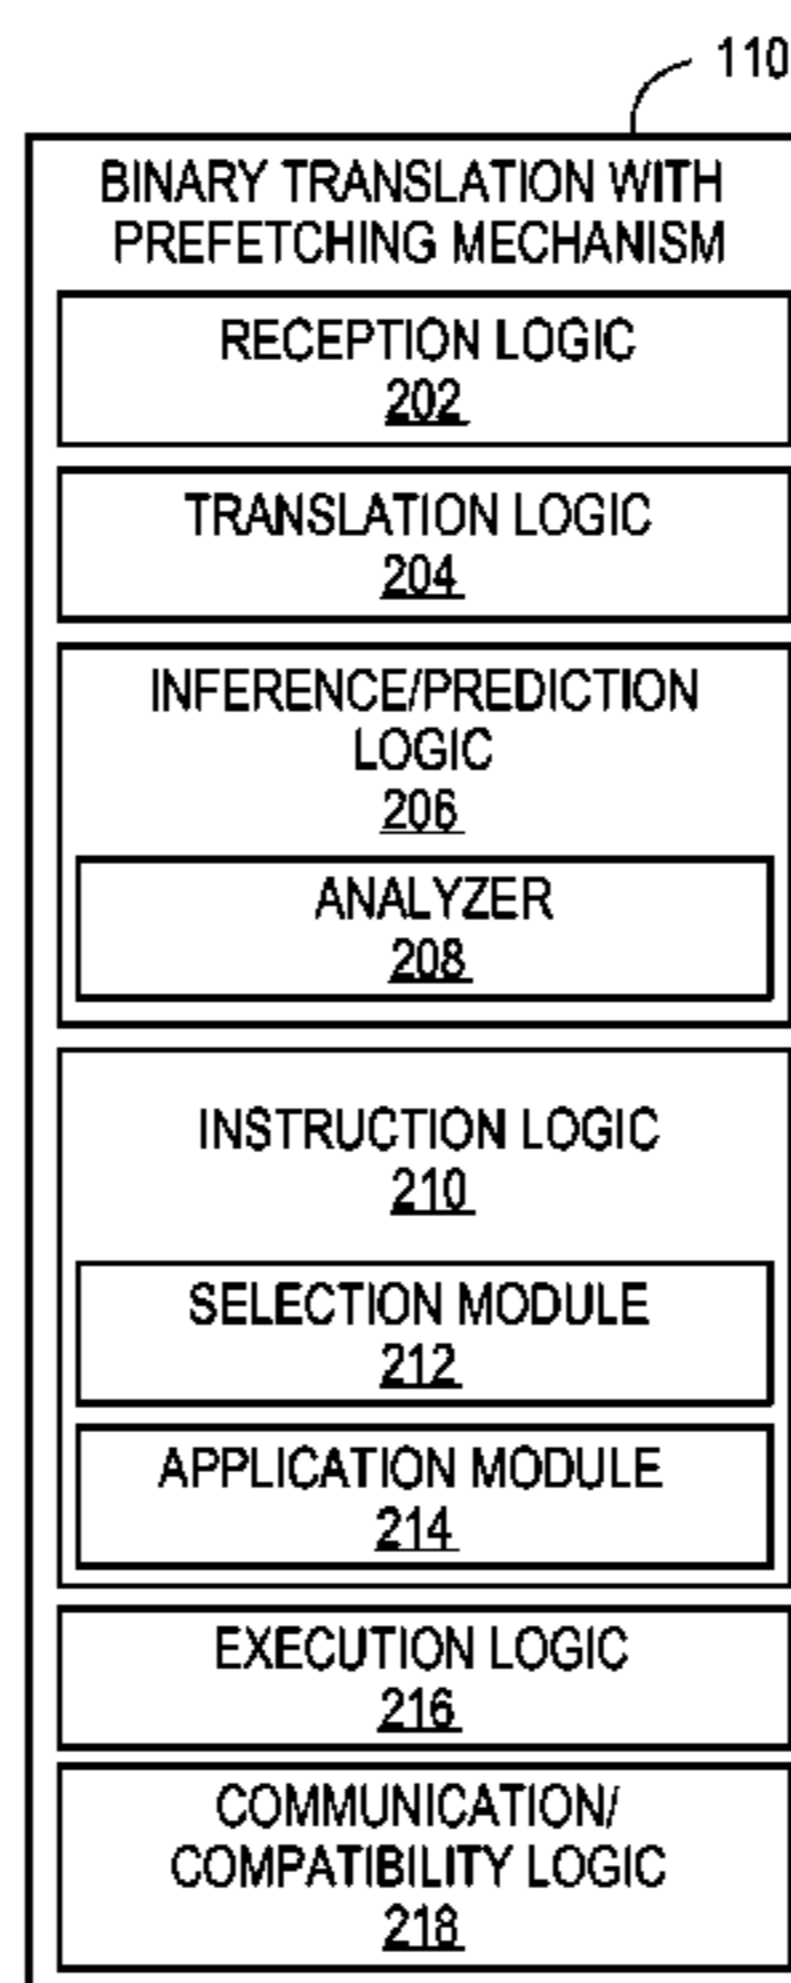 110
BINARY TRANSLATION WITH
PREFETCHING MECHANISM
RECEPTION LOGIC
202
TRANSLATION LOGIC
204
INFERENCE/PREDICTION
LOGIC
206
ANALYZER
208
INSTRUCTION LOGIC
210
SELECTION MODULE
212
APPLICATION MODULE
214
EXECUTION LOGIC
216
COMMUNICATION/
COMPATIBILITY LOGIC
218